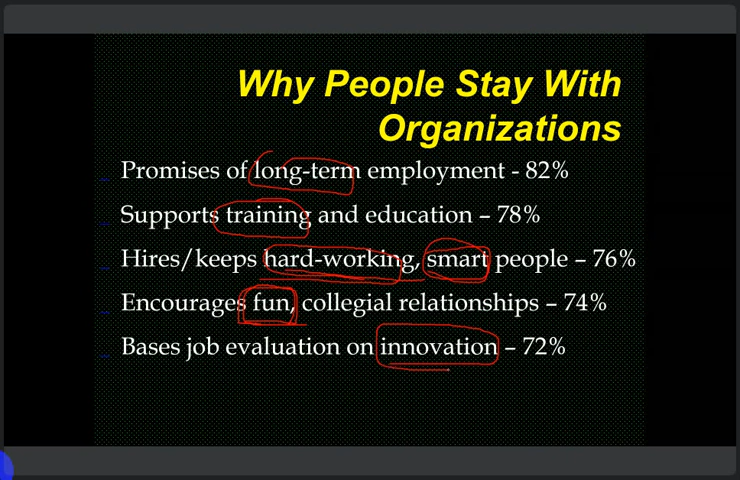 Why People Stay With
Organizations
Promises of long-term employment - 82%
Supports training and education – 78%
Hires/keeps hard-working, smart people – 76%
Encourages fun, collegial relationships – 74%
Bases job evaluation on innovation – 72%